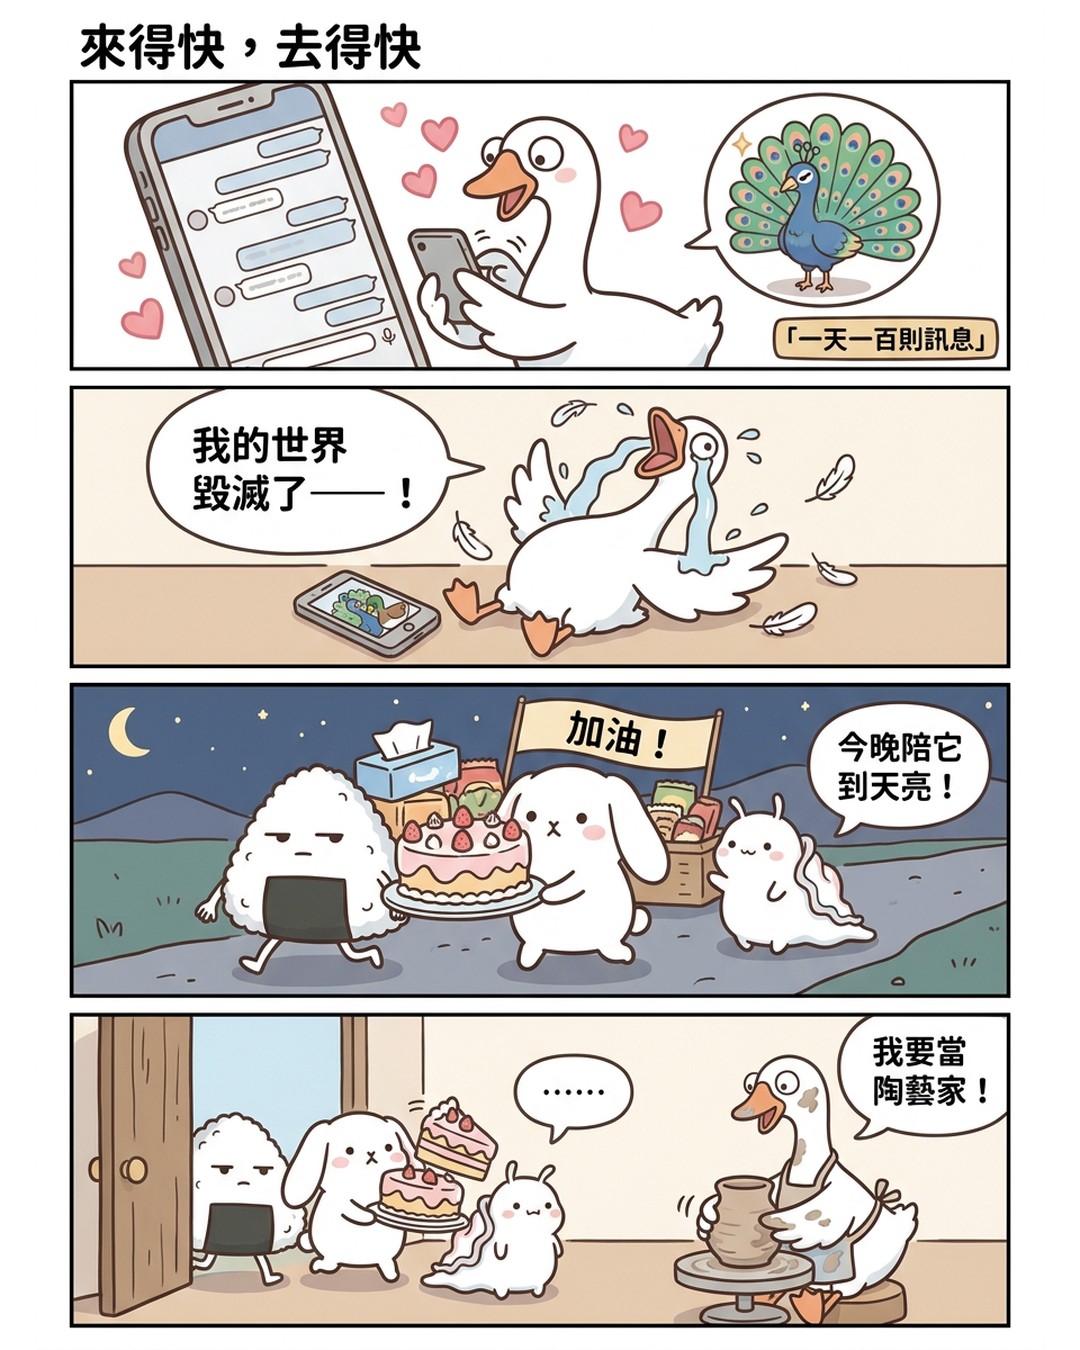 來得快，去得快
「一天一百則訊息」
我的世界
毀滅了——！
加油！
今晚陪它
到天亮！
……
我要當
陶藝家！